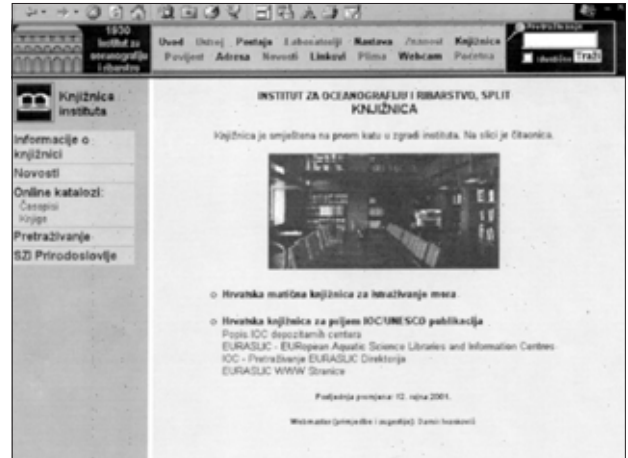 1930
Institut za
oceanografiju
i ribarstvo
Uvod Ustroj Postaje Laboratoriji Nastava Znanost Knjižnica
Povijest Adresa Novosti Linkovi Plima Webcam Početna
Pretraživanje
Traži
Knjižnica
instituta
Informacije o
knjižnici
Novosti
Online katalozi:
Časopisi
Knjige
Pretraživanje
SZI Prirodoslovlje
INSTITUT ZA OCEANOGRAFIJU I RIBARSTVO, SPLIT
KNJIŽNICA
Knjižnica je smještena na prvom katu u zgradi instituta. Na slici je čitaonica.
Hrvatska matična knjižnica za istraživanje mora
Hrvatska knjižnica za prijem IOC/UNESCO publikacija
Popis IOC depozitarnih centara
EURASLIC - EURopean Aquatic Science Libraries and Information Centres
IOC - Pretraživanje EURASLIC Direktorija
EURASLIC WWW Stranice
Posljednja promjena: 12. rujna 2001.
Webmaster (primjedbe i sugestije):